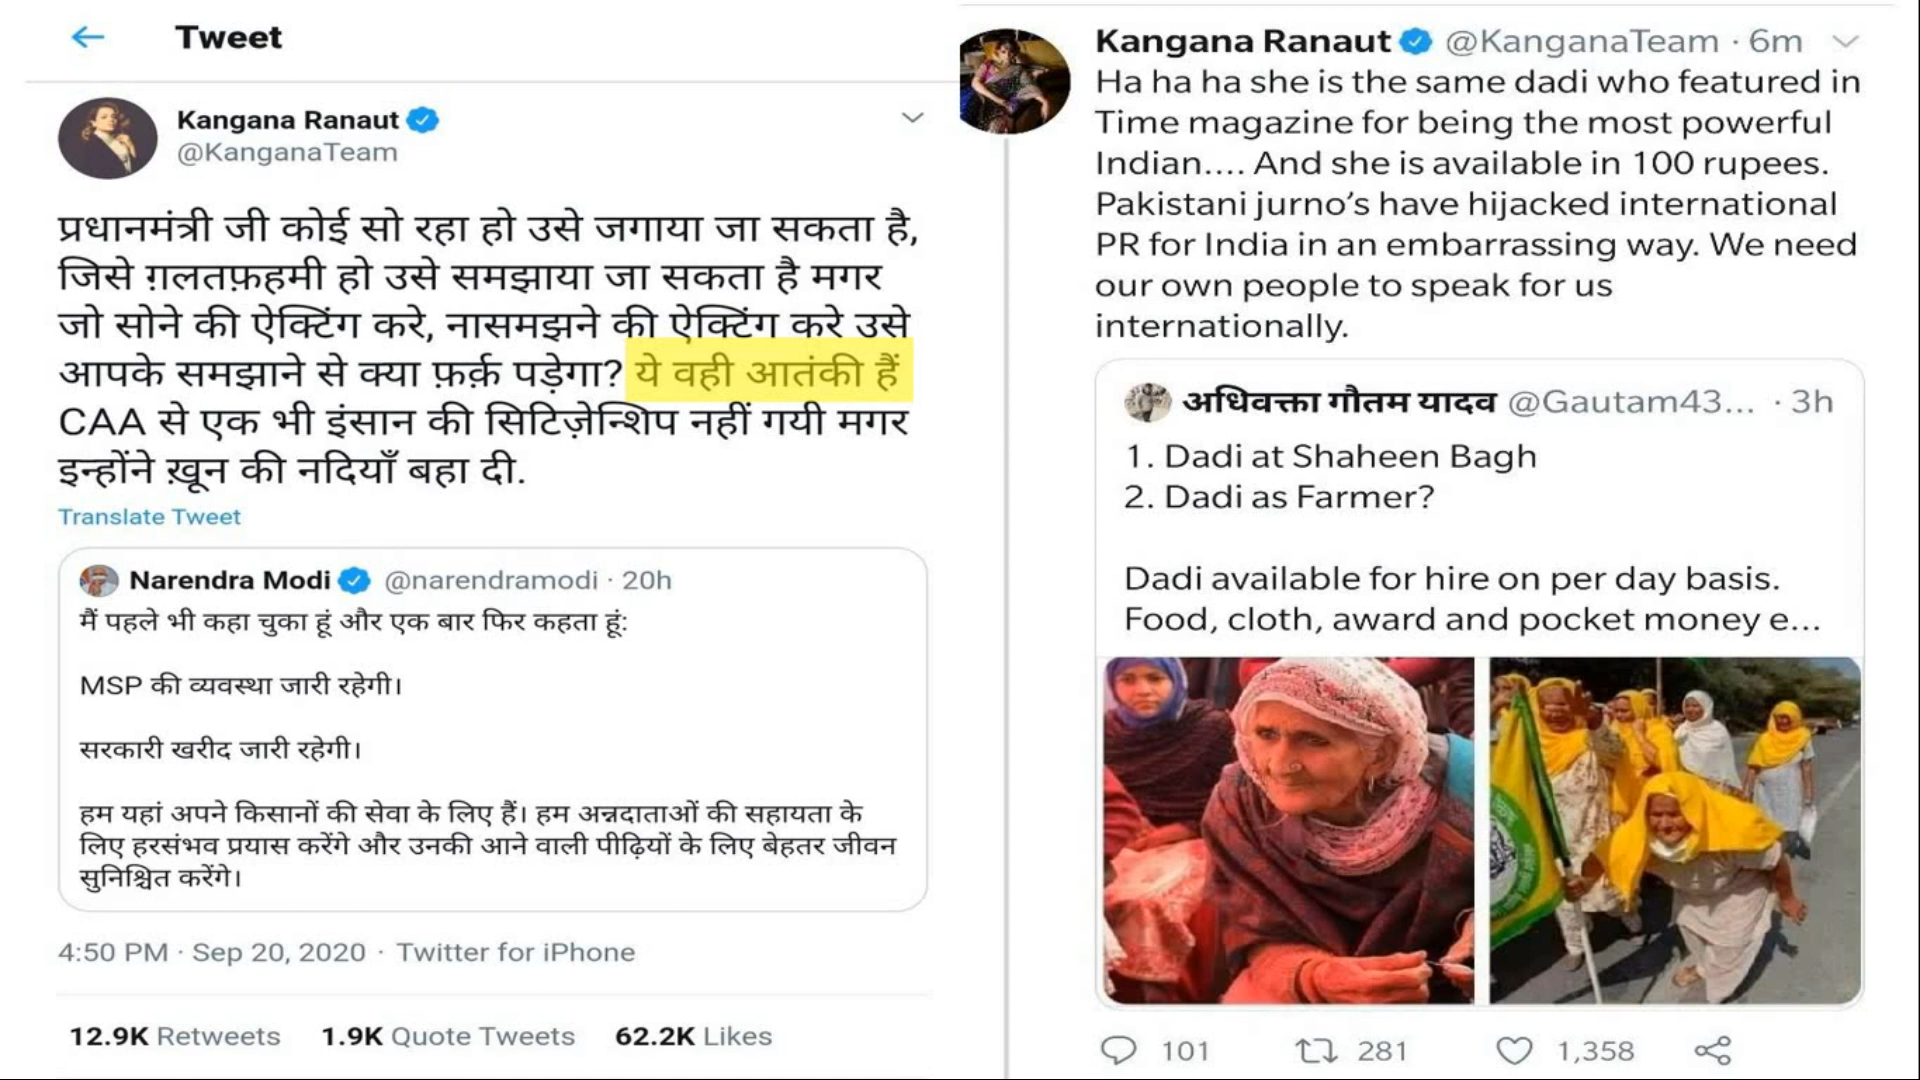 Tweet
Kangana Ranaut
@KanganaTeam
प्रधानमंत्री जी कोई सो रहा हो उसे जगाया जा सकता है,
जिसे ग़लतफ़हमी हो उसे समझाया जा सकता है मगर
जो सोने की ऐक्टिंग करे, नासमझने की ऐक्टिंग करे उसे
आपके समझाने से क्या फ़र्क़ पड़ेगा? ये वही आतंकी हैं
CAA से एक भी इंसान की सिटिज़ेन्शिप नहीं गयी मगर
इन्होंने ख़ून की नदियाँ बहा दी.
Translate Tweet
Narendra Modi @narendramodi · 20h
मैं पहले भी कहा चुका हूं और एक बार फिर कहता हूं:
MSP की व्यवस्था जारी रहेगी।
सरकारी खरीद जारी रहेगी।
हम यहां अपने किसानों की सेवा के लिए हैं। हम अन्नदाताओं की सहायता के
लिए हरसंभव प्रयास करेंगे और उनकी आने वाली पीढ़ियों के लिए बेहतर जीवन
सुनिश्चित करेंगे।
4:50 PM · Sep 20, 2020 · Twitter for iPhone
12.9K Retweets 1.9K Quote Tweets 62.2K Likes
Kangana Ranaut @KanganaTeam · 6m
Ha ha ha she is the same dadi who featured in
Time magazine for being the most powerful
Indian.... And she is available in 100 rupees.
Pakistani jurno's have hijacked international
PR for India in an embarrassing way. We need
our own people to speak for us
internationally.
अधिवक्ता गौतम यादव @Gautam43... · 3h
1. Dadi at Shaheen Bagh
2. Dadi as Farmer?
Dadi available for hire on per day basis.
Food, cloth, award and pocket money e...
101 281 1,358